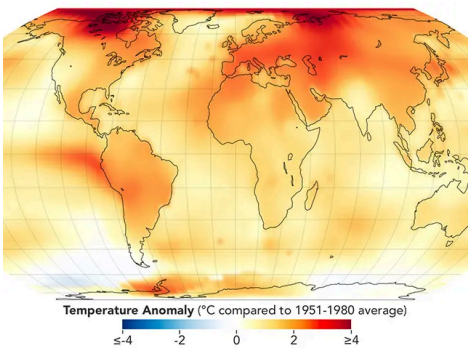 Temperature Anomaly (°C compared to 1951-1980 average)
≤-4 -2 0 2 ≥4